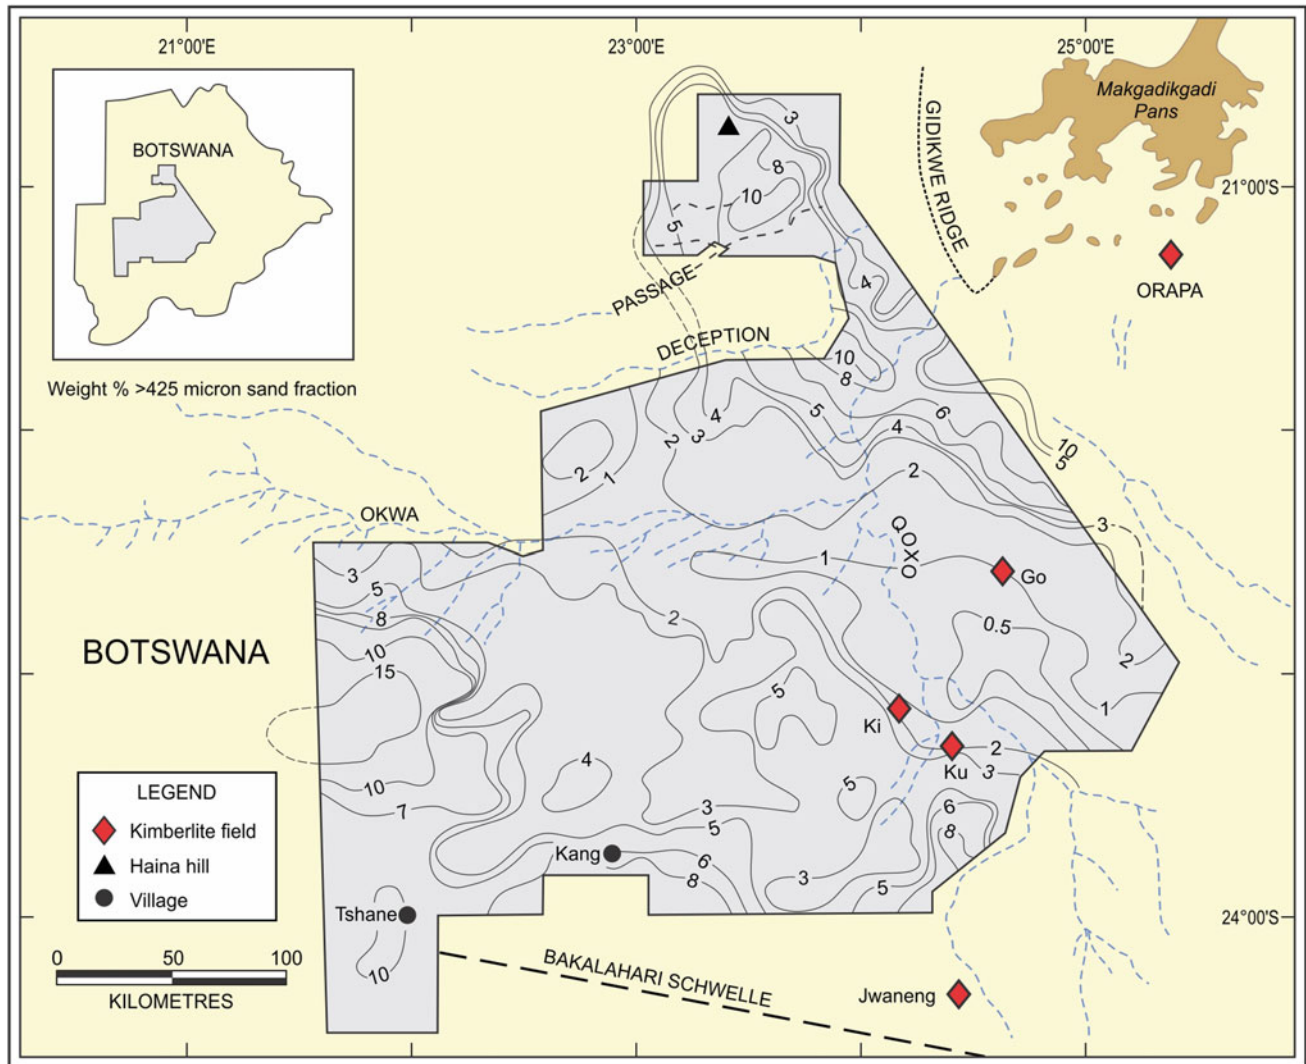 21°00'E
23°00'E
25°00'E
Makgadikgadi
Pans
BOTSWANA
GIDIKWE RIDGE
21°00'S
3
8
10
5
4
PASSAGE
ORAPA
DECEPTION
Weight % >425 micron sand fraction
10
8
5
6
4
4
2
3
10
5
2
1
2
OKWA
QOXO
3
1
Go
3
5
8
2
0.5
BOTSWANA
10
15
2
5
1
Ki
2
Ku
3
4
10
5
7
3
6
5
8
LEGEND
Kimberlite field
Haina hill
Village
Kang
6
8
3
5
Tshane
10
0 50 100
KILOMETRES
24°00'S
BAKALAHARI SCHWELLE
Jwaneng